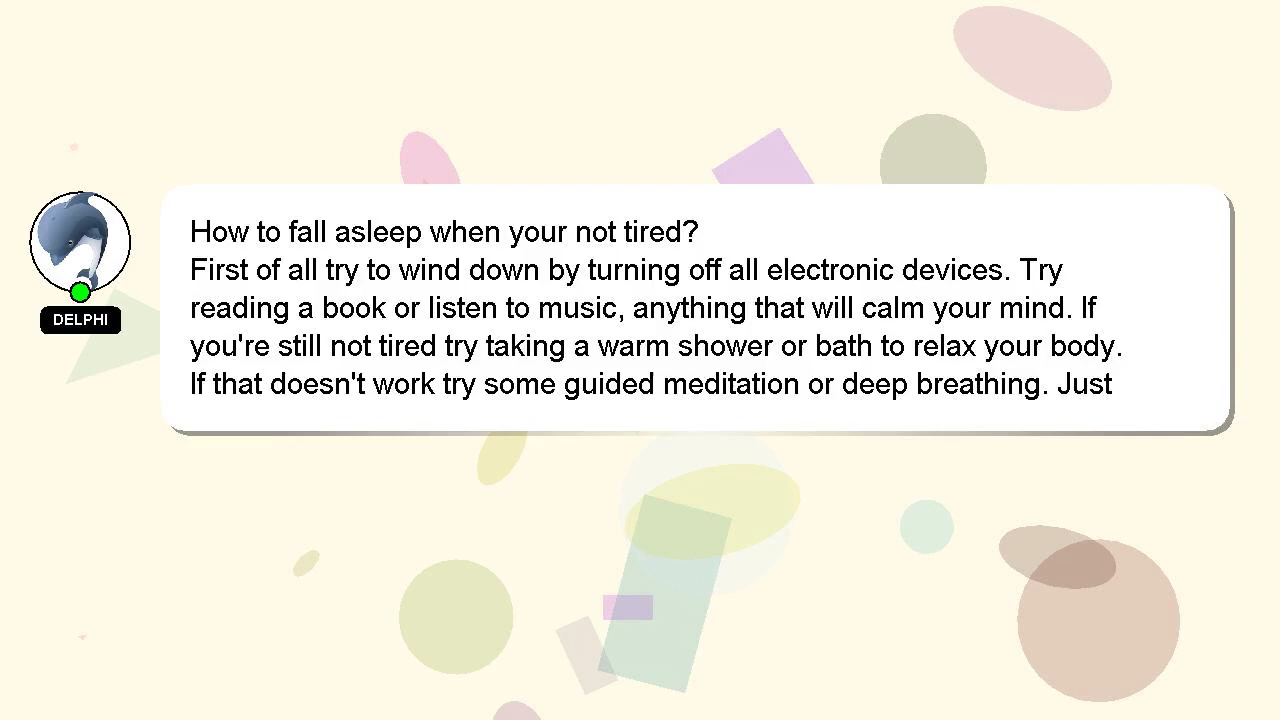 How to fall asleep when your not tired?
First of all try to wind down by turning off all electronic devices. Try
reading a book or listen to music, anything that will calm your mind. If
you're still not tired try taking a warm shower or bath to relax your body.
If that doesn't work try some guided meditation or deep breathing. Just
DELPHI